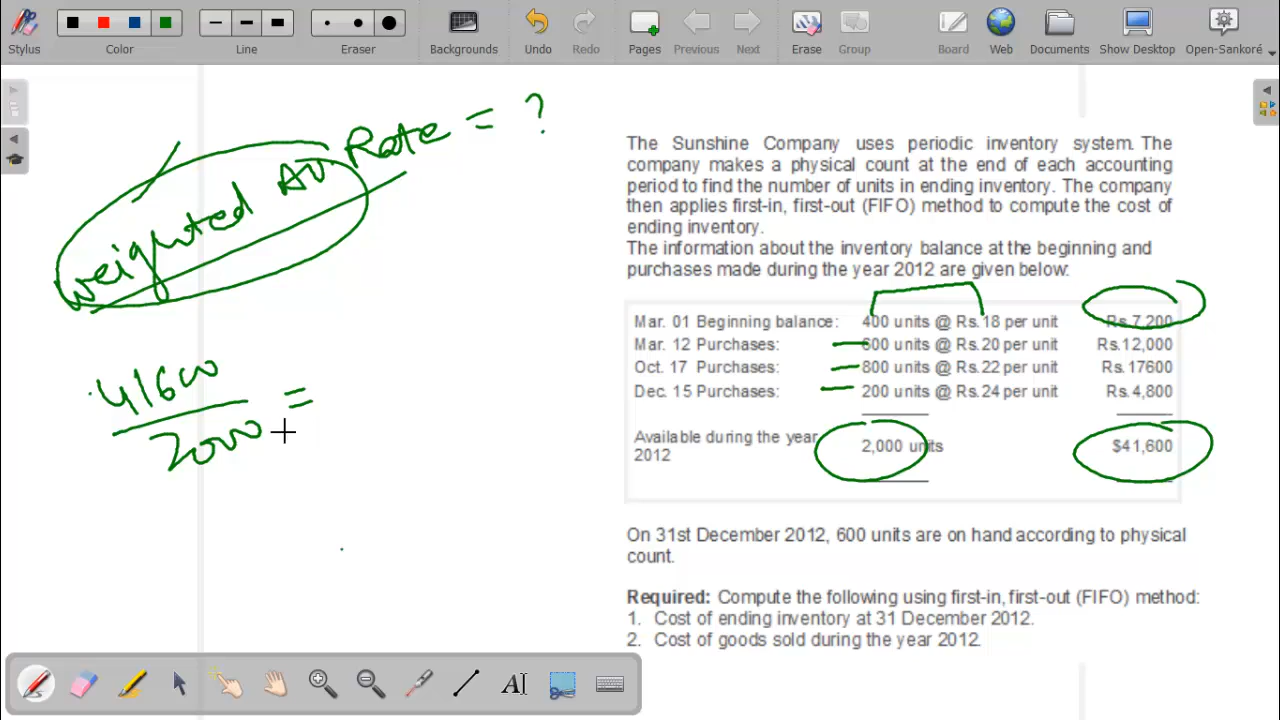 Stylus
Color
Line
Eraser
Backgrounds
Undo
Redo
Pages
Previous
Next
Erase
Group
Board
Web
Documents
Show Desktop
Open-Sankoré
weighted AV Rate = ?
41600
2000
=
The Sunshine Company uses periodic inventory system. The
company makes a physical count at the end of each accounting
period to find the number of units in ending inventory. The company
then applies first-in, first-out (FIFO) method to compute the cost of
ending inventory.
The information about the inventory balance at the beginning and
purchases made during the year 2012 are given below:
Mar. 01 Beginning balance: 400 units @ Rs.18 per unit Rs.7,200
Mar. 12 Purchases: 600 units @ Rs.20 per unit Rs.12,000
Oct. 17 Purchases: 800 units @ Rs.22 per unit Rs.17600
Dec. 15 Purchases: 200 units @ Rs.24 per unit Rs.4,800
Available during the year 2,000 units $41,600
2012
On 31st December 2012, 600 units are on hand according to physical
count.
Required: Compute the following using first-in, first-out (FIFO) method:
1. Cost of ending inventory at 31 December 2012.
2. Cost of goods sold during the year 2012.